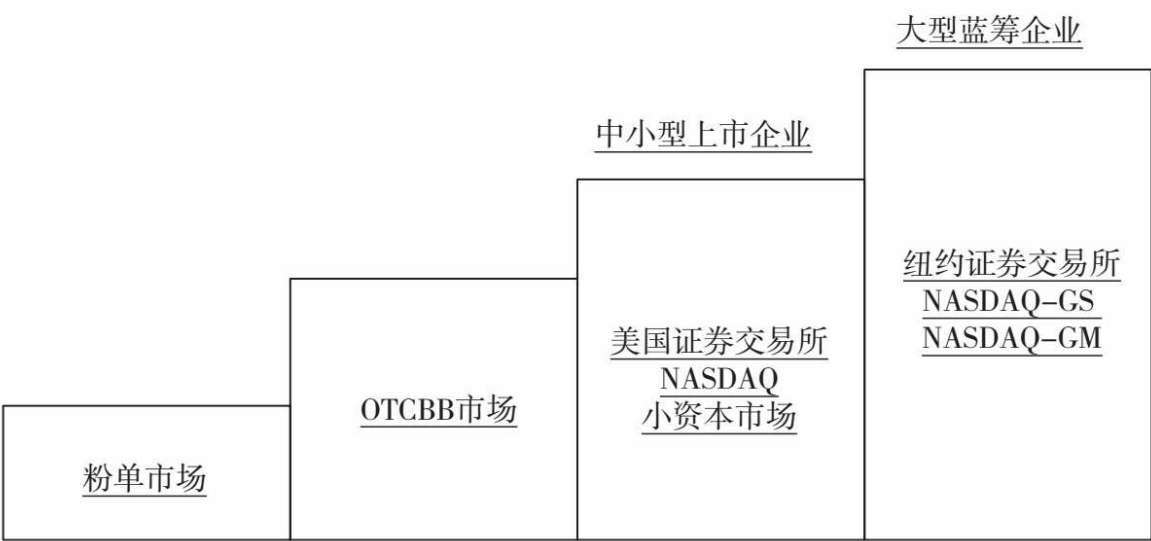 大型蓝筹企业
中小型上市企业
纽约证券交易所
NASDAQ-GS
NASDAQ-GM
美国证券交易所
NASDAQ
小资本市场
OTCBB市场
粉单市场